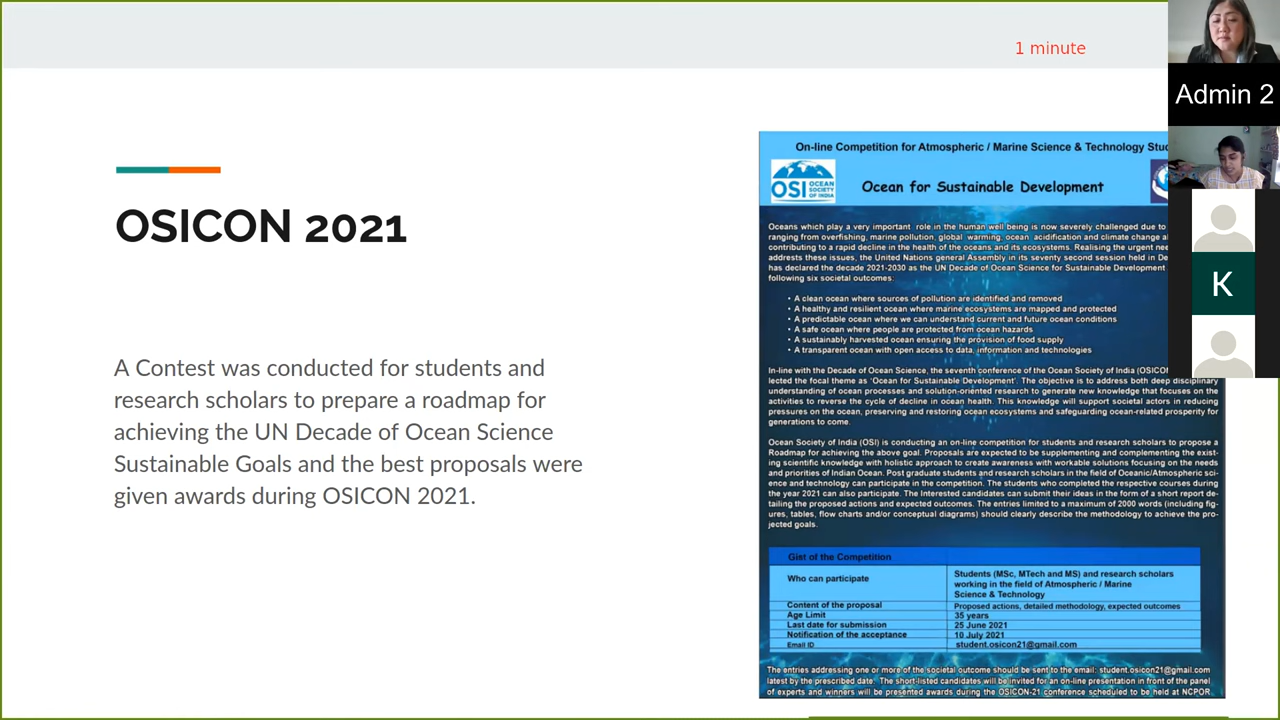 1 minute
Admin 2
K
OSICON 2021
A Contest was conducted for students and
research scholars to prepare a roadmap for
achieving the UN Decade of Ocean Science
Sustainable Goals and the best proposals were
given awards during OSICON 2021.
On-line Competition for Atmospheric / Marine Science & Technology
OSI OCEAN SOCIETY OF INDIA
Ocean for Sustainable Development
Oceans which play a very important role in the human well being is now severely challenged due to
ranging from overfishing, marine pollution, global warming, ocean acidification and climate change
contributing to a rapid decline in the health of the oceans and its ecosystems. Realising the urgent
addresses these issues, the United Nations general Assembly in its seventy second session held in
has declared the decade 2021-2030 as the UN Decade of Ocean Science for Sustainable Development
following six societal outcomes:
• A clean ocean where sources of pollution are identified and removed
• A healthy and resilient ocean where marine ecosystems are mapped and protected
• A predictable ocean where we can understand current and future ocean conditions
• A safe ocean where people are protected from ocean hazards
• A sustainably harvested ocean ensuring the provision of food supply
• A transparent ocean with open access to data, information and technologies
In-line with the Decade of Ocean Science, the seventh conference of the Ocean Society of India
lected the focal theme as 'Ocean for Sustainable Development'. The objective is to address both deep disciplinary
understanding of ocean processes and solution-oriented research to generate new knowledge that focuses on the
activities to reverse the cycle of decline in ocean health. This knowledge will support societal actors in reducing
pressures on the ocean, preserving and restoring ocean ecosystems and safeguarding ocean-related prosperity for
generations to come.
Ocean Society of India (OSI) is conducting an on-line competition for students and research scholars to propose a
Roadmap for achieving the above goal. Proposals are expected to be supplementing and complementing the exist-
ing scientific knowledge with holistic approach to create awareness with workable solutions focusing on the needs
and priorities of Indian Ocean. Post graduate students and research scholars in the field of Oceanic/Atmospheric sci-
ence and technology can participate in the competition. The students who completed the respective courses during
the year 2021 can also participate. The Interested candidates can submit their ideas in the form of a short report de-
tailing the proposed actions and expected outcomes. The entries limited to a maximum of 2000 words (including fig-
ures, tables, flow charts and/or conceptual diagrams) should clearly describe the methodology to achieve the pro-
jected goals.
Gist of the Competition
Who can participate Students (MSc, MTech and MS) and research scholars
working in the field of Atmospheric / Marine
Science & Technology
Content of the proposal Proposed actions, detailed methodology, expected outcomes
Age Limit 35 years
Last date for submission 25 June 2021
Notification of the acceptance 10 July 2021
Email ID student.osicon21@gmail.com
The entries addressing one or more of the societal outcome should be sent to the email: student.osicon21@gmail.com
latest by the prescribed date. The short-listed candidates will be invited for an on-line presentation in front of the panel
of experts and winners will be presented awards during the OSICON-21 conference scheduled to be held at NCPOR